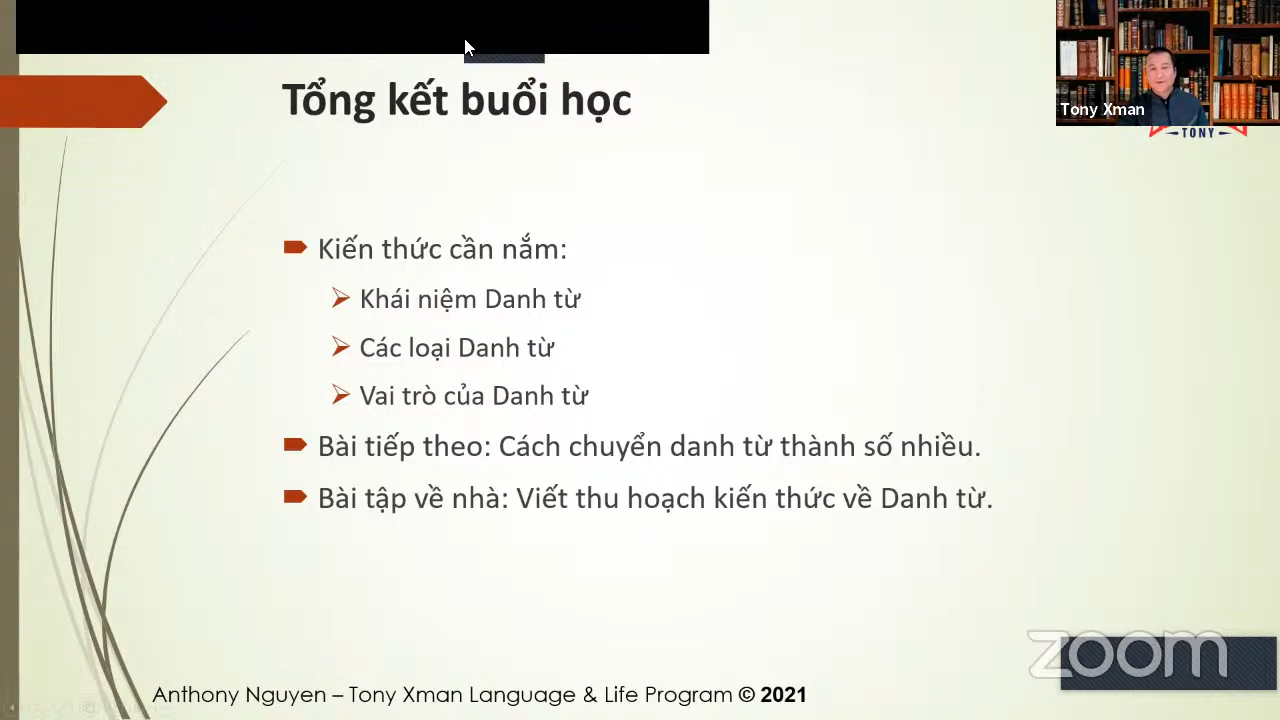 Tổng kết buổi học
Tony Xman
TONY
Kiến thức cần nắm:
Khái niệm Danh từ
Các loại Danh từ
Vai trò của Danh từ
Bài tiếp theo: Cách chuyển danh từ thành số nhiều.
Bài tập về nhà: Viết thu hoạch kiến thức về Danh từ.
zoom
Anthony Nguyen – Tony Xman Language & Life Program © 2021